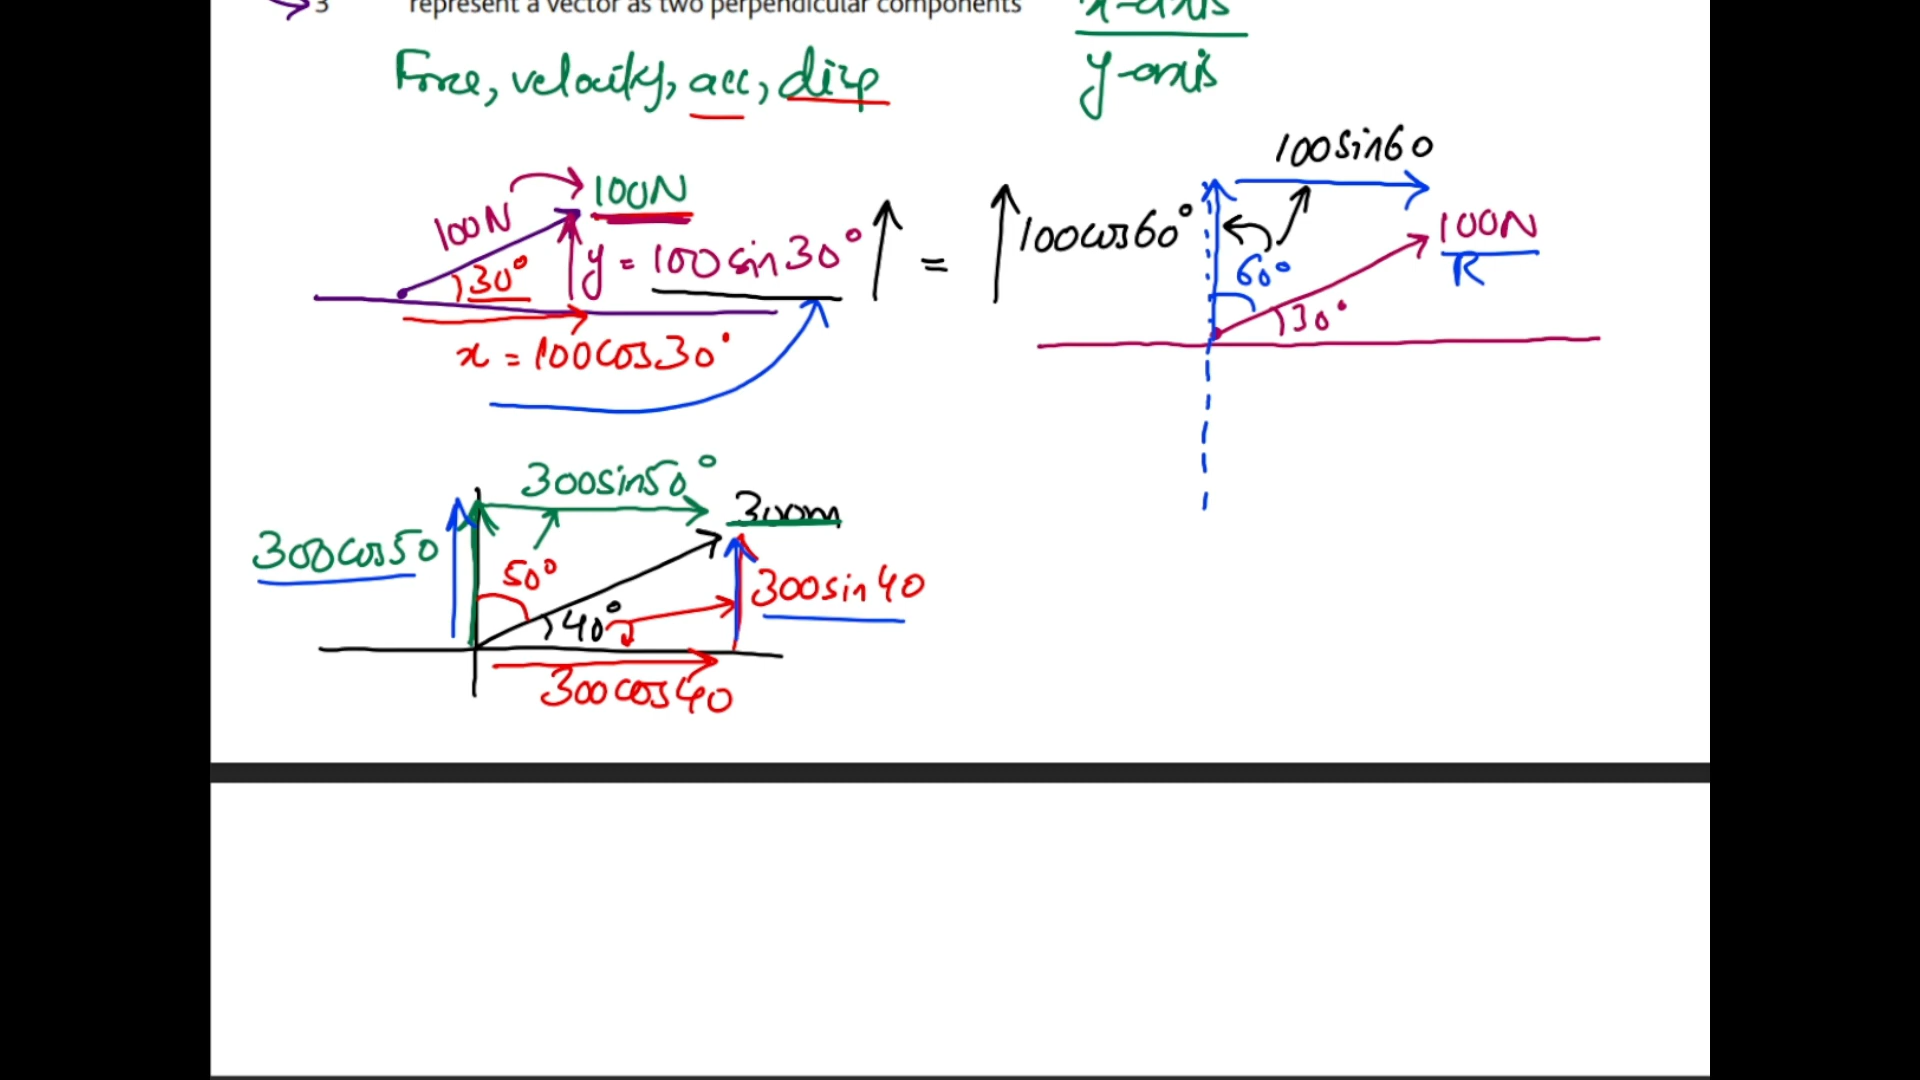 3 represent a vector as two perpendicular components
x-axis
Force, velocity, acc, disp
y-axis
100sin60
100N
100N
y = 100sin30°
=
100cos60°
100N
R
30°
60°
30°
x = 100cos30°
300sin50°
300m
300cos50
50°
300sin40
40°
300cos40